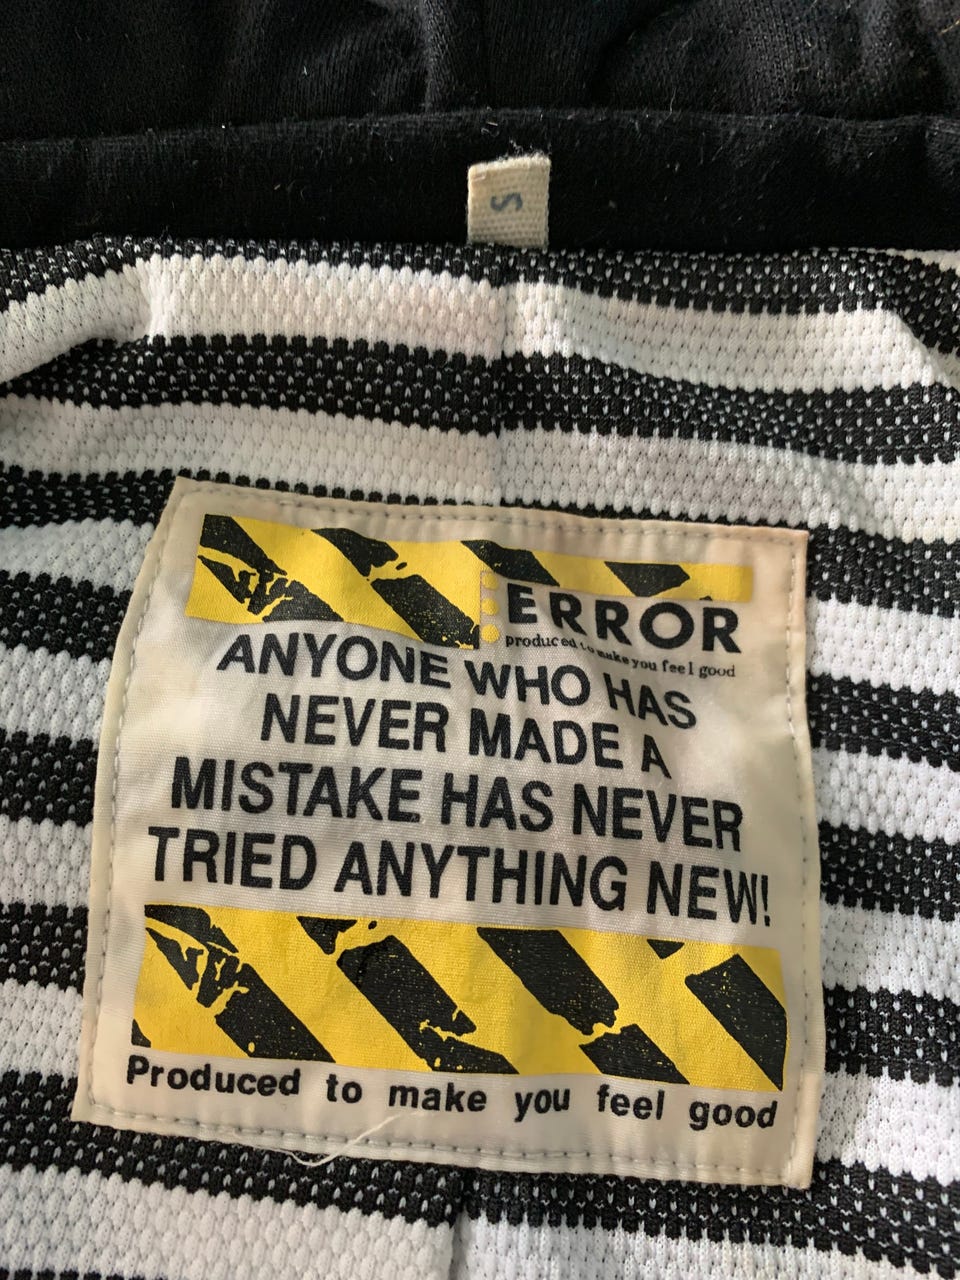 S
ERROR
produced to make you feel good
ANYONE WHO HAS
NEVER MADE A
MISTAKE HAS NEVER
TRIED ANYTHING NEW!
Produced to make you feel good